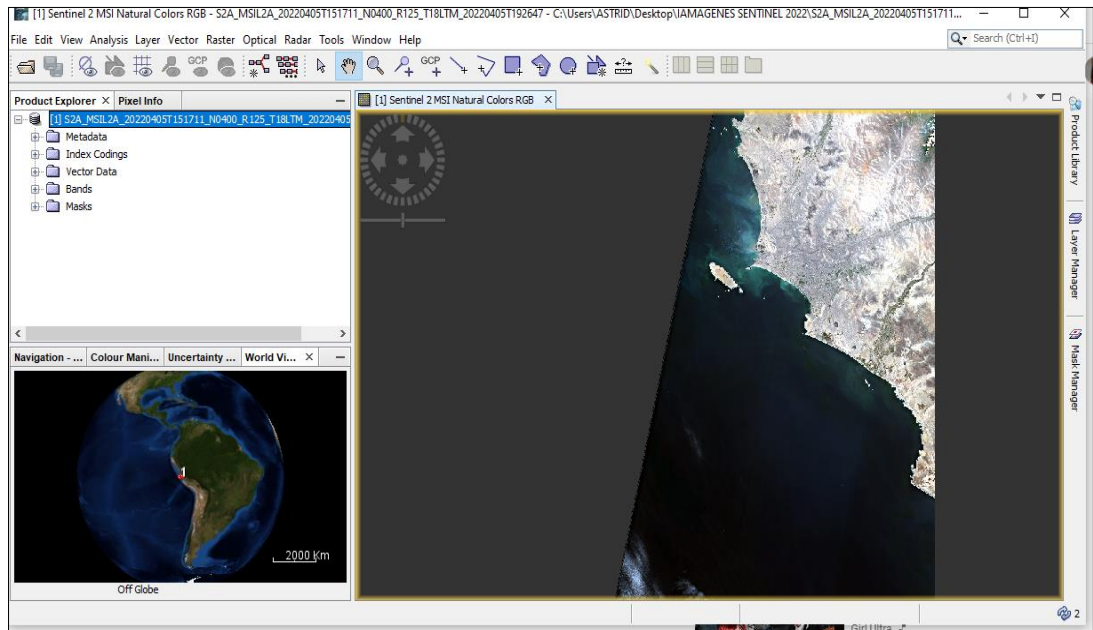 [1] Sentinel 2 MSI Natural Colors RGB - S2A_MSIL2A_20220405T151711_N0400_R125_T18LTM_20220405T192647 - C:\Users\ASTRID\Desktop\IAMAGENES SENTINEL 2022\S2A_MSIL2A_20220405T151711...
File Edit View Analysis Layer Vector Raster Optical Radar Tools Window Help
Search (Ctrl+I)
GCP
GCP
Product Explorer
Pixel Info
[1] Sentinel 2 MSI Natural Colors RGB
[1] S2A_MSIL2A_20220405T151711_N0400_R125_T18LTM_20220405
Metadata
Index Codings
Vector Data
Bands
Masks
Product Library
Layer Manager
Mask Manager
Navigation - ...
Colour Mani...
Uncertainty ...
World Vi...
1
2000 Km
Off Globe
2